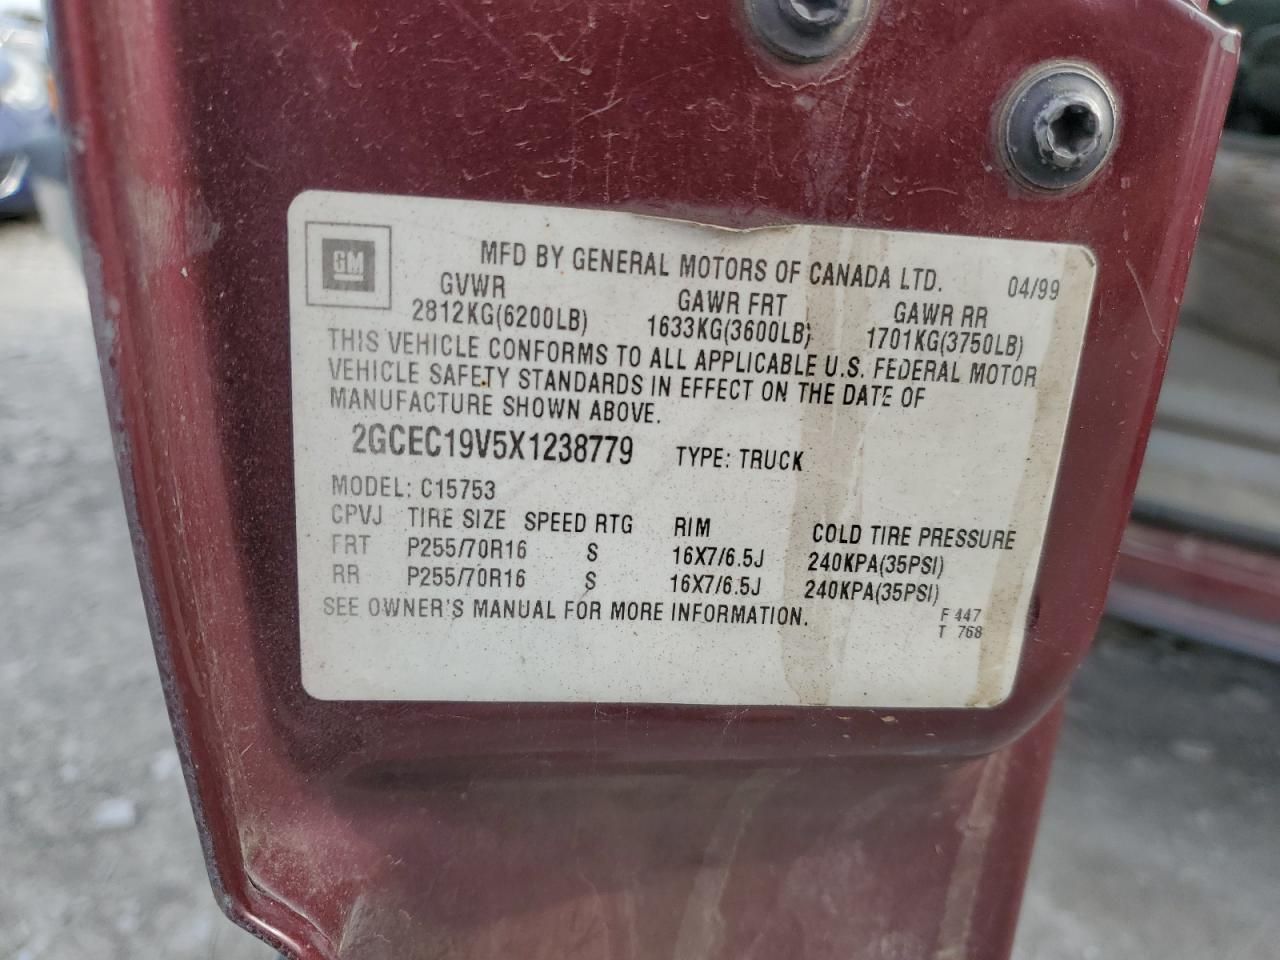 GM
MFD BY GENERAL MOTORS OF CANADA LTD. 04/99
GVWR GAWR FRT GAWR RR
2812KG(6200LB) 1633KG(3600LB) 1701KG(3750LB)
THIS VEHICLE CONFORMS TO ALL APPLICABLE U.S. FEDERAL MOTOR
VEHICLE SAFETY STANDARDS IN EFFECT ON THE DATE OF
MANUFACTURE SHOWN ABOVE.
2GCEC19V5X1238779 TYPE: TRUCK
MODEL: C15753
CPVJ TIRE SIZE SPEED RTG RIM COLD TIRE PRESSURE
FRT P255/70R16 S 16X7/6.5J 240KPA(35PSI)
RR P255/70R16 S 16X7/6.5J 240KPA(35PSI)
SEE OWNER'S MANUAL FOR MORE INFORMATION. F 447
T 768